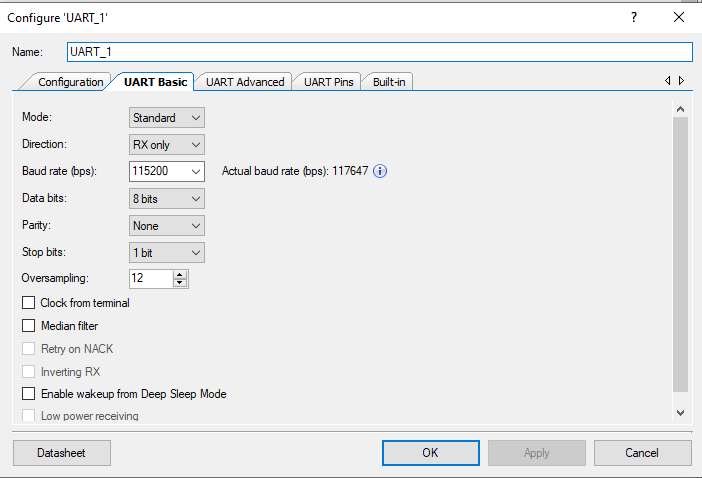 Configure 'UART_1'
? ×
Name: UART_1
Configuration UART Basic UART Advanced UART Pins Built-in
Mode: Standard
Direction: RX only
Baud rate (bps): 115200 Actual baud rate (bps): 117647 i
Data bits: 8 bits
Parity: None
Stop bits: 1 bit
Oversampling: 12
Clock from terminal
Median filter
Retry on NACK
Inverting RX
Enable wakeup from Deep Sleep Mode
Low power receiving
Datasheet OK Apply Cancel